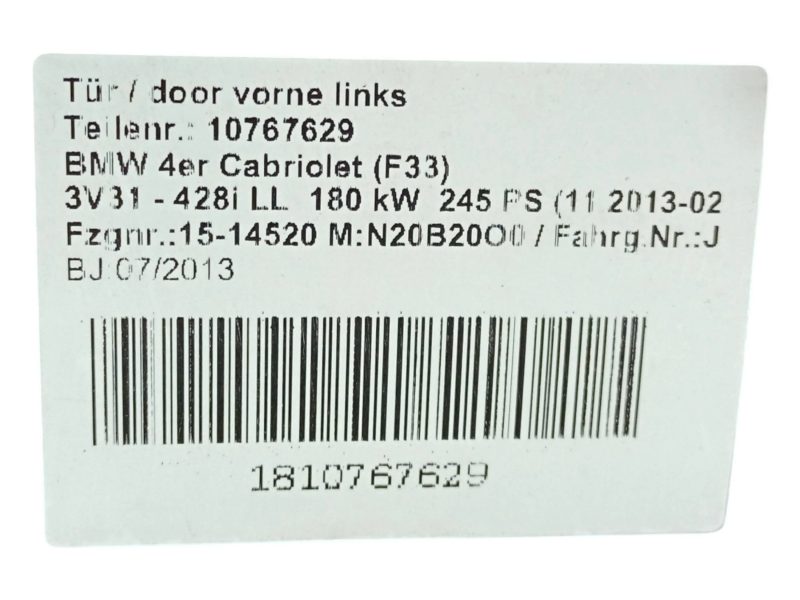 Tür / door vorne links
Teilenr.: 10767629
BMW 4er Cabriolet (F33)
3V31 - 428i LL 180 kW 245 PS (11.2013-02
Fzgnr.:15-14520 M:N20B20O0 / Fahrg.Nr.:J
BJ:07/2013
1810767629